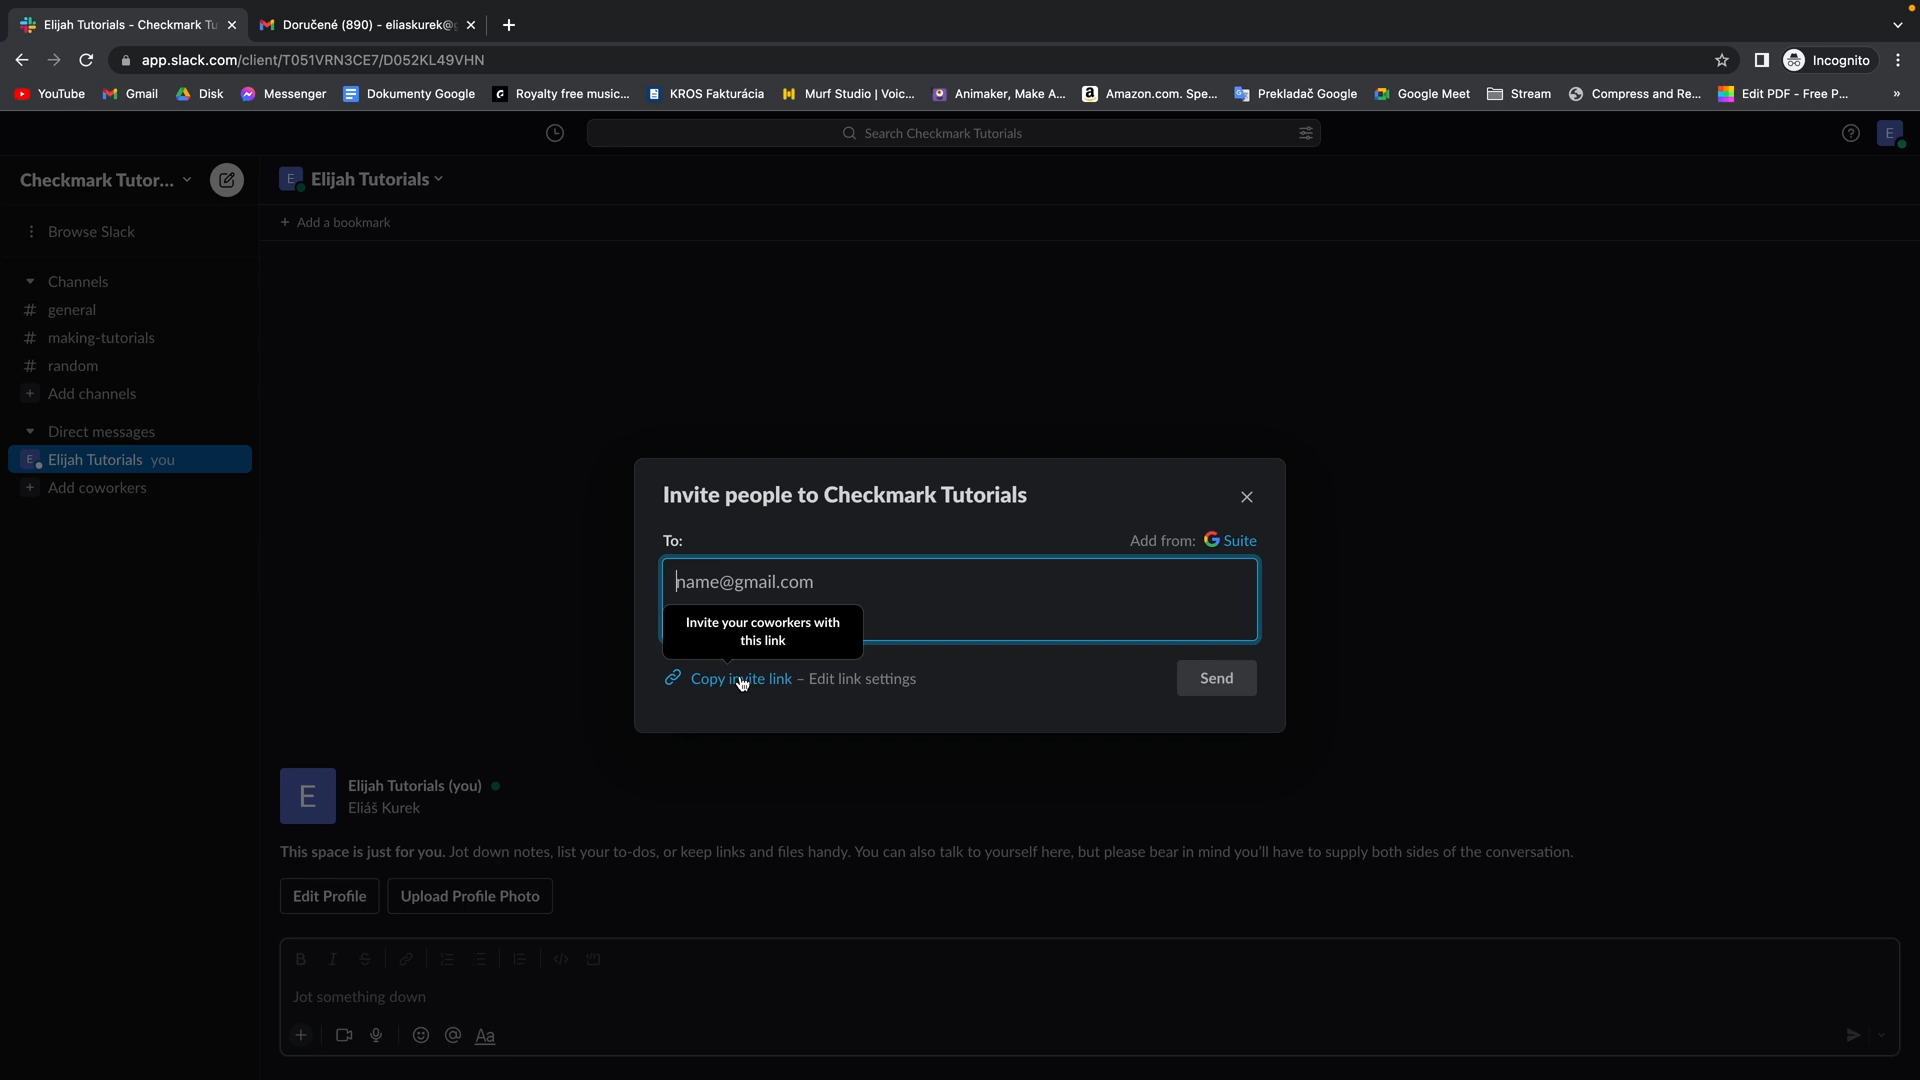 Elijah Tutorials - Checkmark Tu
Doručené (890) - eliaskurek@g
app.slack.com/client/T051VRN3CE7/D052KL49VHN
Incognito
YouTube
Gmail
Disk
Messenger
Dokumenty Google
Royalty free music...
KROS Fakturácia
Murf Studio | Voic...
Animaker, Make A...
Amazon.com. Spe...
Prekladač Google
Google Meet
Stream
Compress and Re...
Edit PDF - Free P...
»
Search Checkmark Tutorials
E
Checkmark Tutor...
E Elijah Tutorials
+ Add a bookmark
Browse Slack
Channels
# general
# making-tutorials
# random
+ Add channels
Direct messages
E Elijah Tutorials you
+ Add coworkers
Invite people to Checkmark Tutorials
To:
Add from: G Suite
name@gmail.com
Invite your coworkers with
this link
Copy invite link – Edit link settings
Send
E
Elijah Tutorials (you)
Eliáš Kurek
This space is just for you. Jot down notes, list your to-dos, or keep links and files handy. You can also talk to yourself here, but please bear in mind you'll have to supply both sides of the conversation.
Edit Profile
Upload Profile Photo
B I S
Jot something down
+ @ Aa